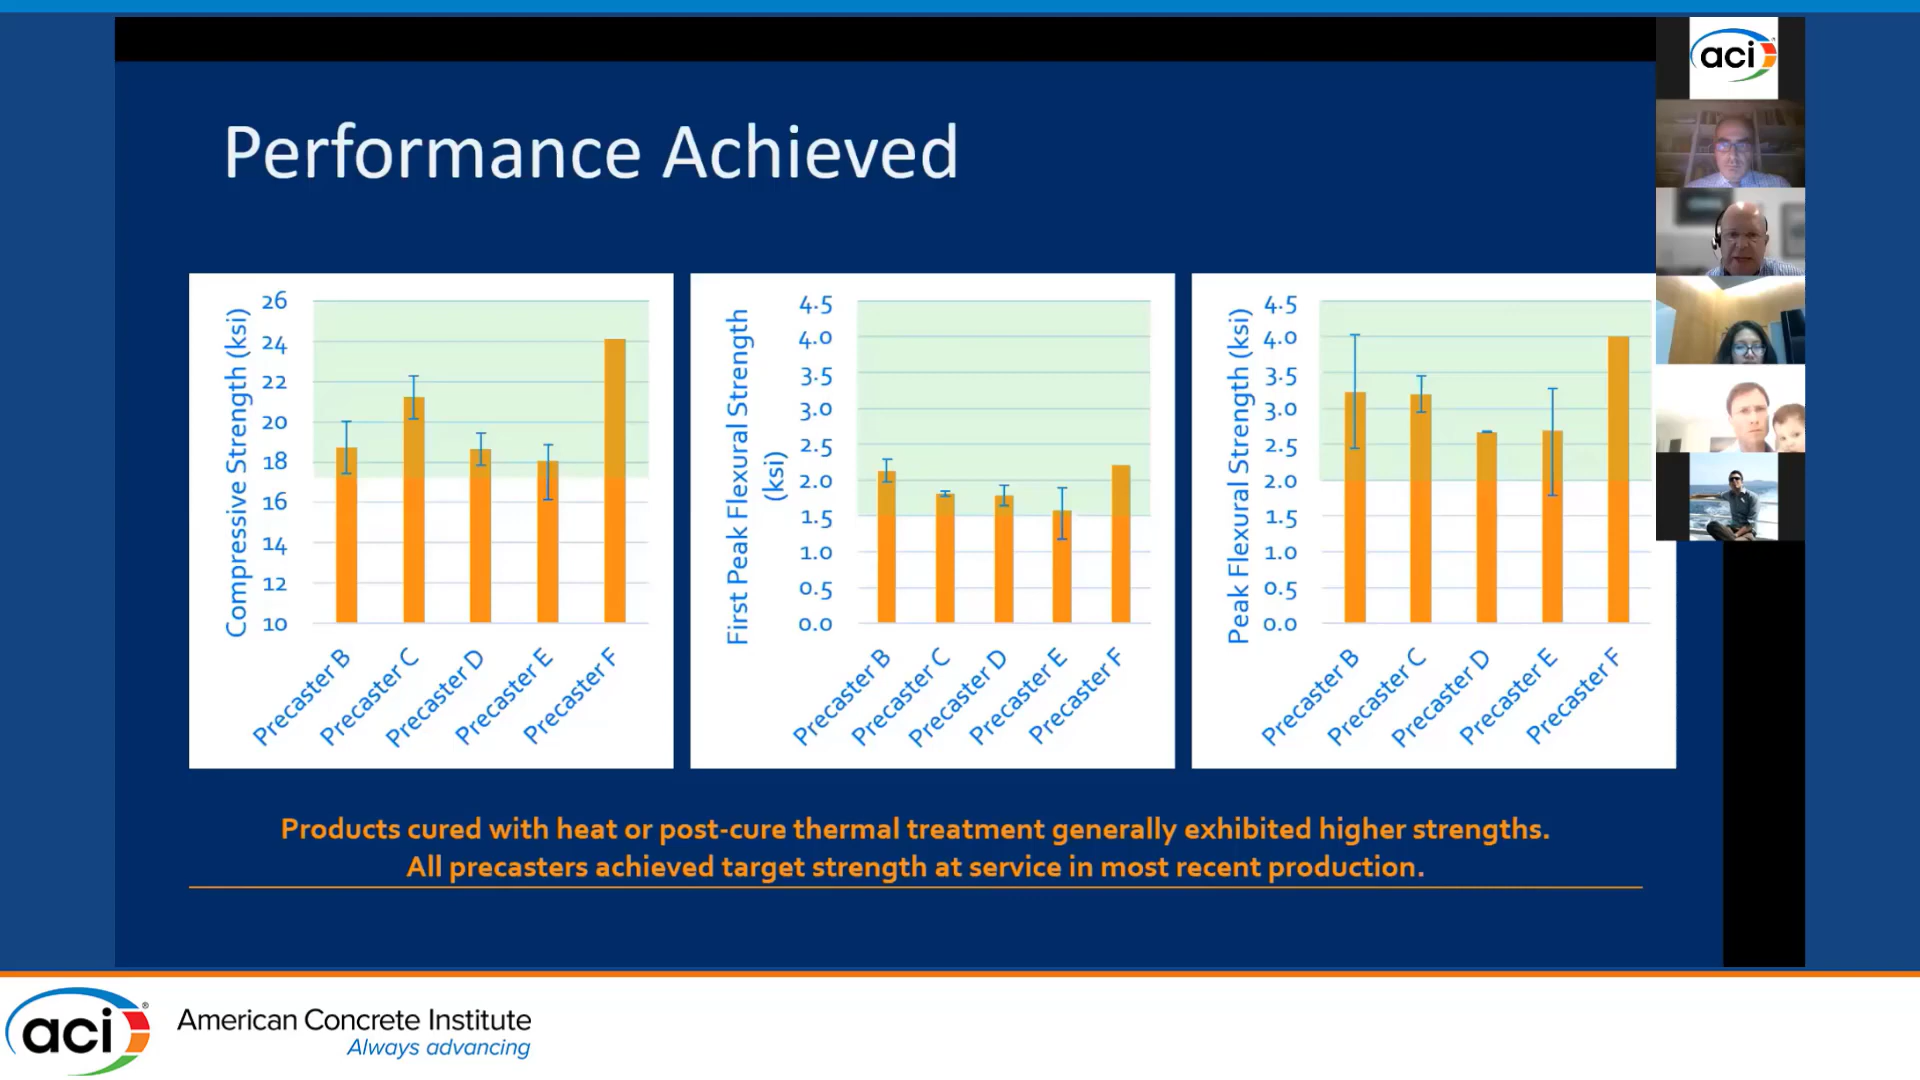 aci
Performance Achieved
Compressive Strength (ksi)
26
24
22
20
18
16
14
12
10
Precaster B
Precaster C
Precaster D
Precaster E
Precaster F
First Peak Flexural Strength
(ksi)
4.5
4.0
3.5
3.0
2.5
2.0
1.5
1.0
0.5
0.0
Precaster B
Precaster C
Precaster D
Precaster E
Precaster F
Peak Flexural Strength (ksi)
4.5
4.0
3.5
3.0
2.5
2.0
1.5
1.0
0.5
0.0
Precaster B
Precaster C
Precaster D
Precaster E
Precaster F
Products cured with heat or post-cure thermal treatment generally exhibited higher strengths.
All precasters achieved target strength at service in most recent production.
aci®
American Concrete Institute
Always advancing